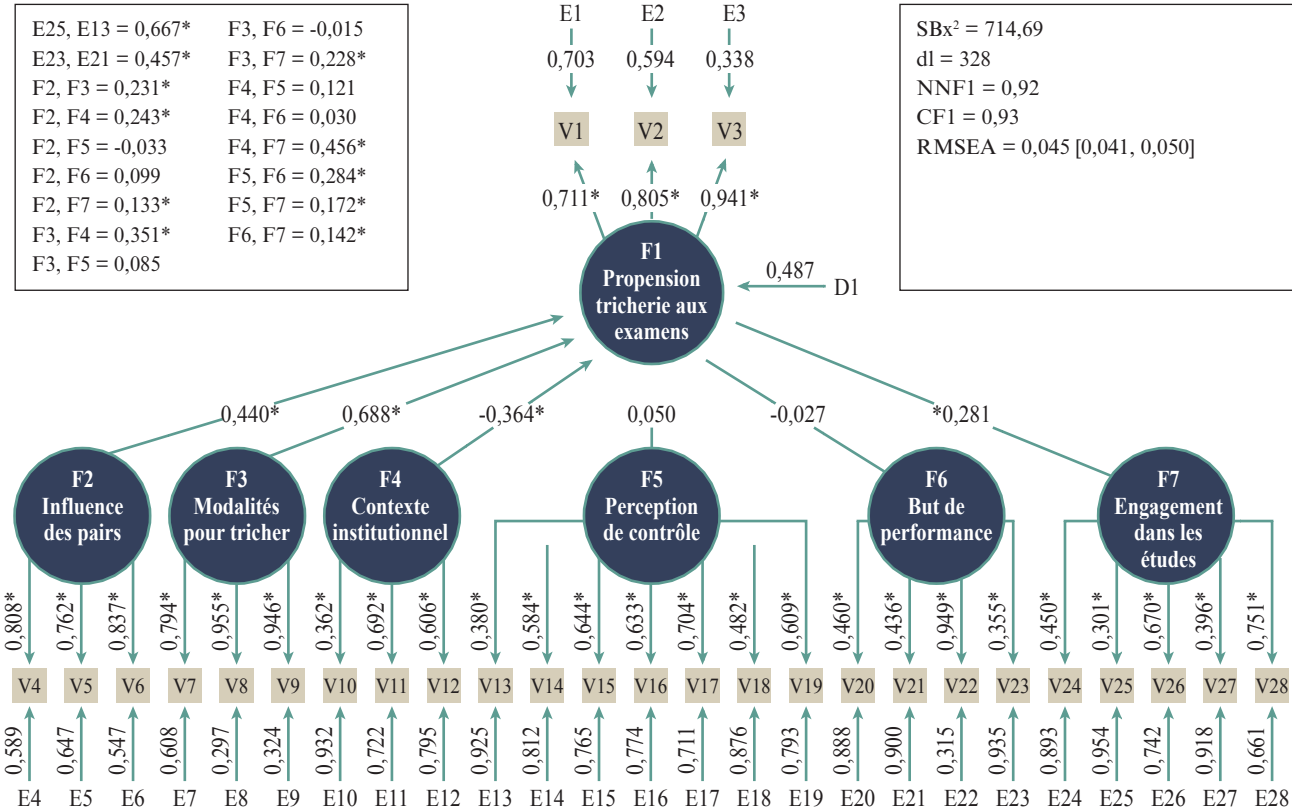 E25, E13 = 0,667*
E23, E21 = 0,457*
F2, F3 = 0,231*
F2, F4 = 0,243*
F2, F5 = -0,033
F2, F6 = 0,099
F2, F7 = 0,133*
F3, F4 = 0,351*
F3, F5 = 0,085
F3, F6 = -0,015
F3, F7 = 0,228*
F4, F5 = 0,121
F4, F6 = 0,030
F4, F7 = 0,456*
F5, F6 = 0,284*
F5, F7 = 0,172*
F6, F7 = 0,142*
E1 E2 E3
0,703 0,594 0,338
V1 V2 V3
0,711* 0,805* 0,941*
SBx² = 714,69
dl = 328
NNF1 = 0,92
CF1 = 0,93
RMSEA = 0,045 [0,041, 0,050]
F1
Propension
tricherie aux
examens
0,487
D1
0,440* 0,688* -0,364* 0,050 -0,027 *0,281
F2
Influence
des pairs
F3
Modalités
pour tricher
F4
Contexte
institutionnel
F5
Perception
de contrôle
F6
But de
performance
F7
Engagement
dans les
études
0,808* 0,762* 0,837* 0,794* 0,955* 0,946* 0,362* 0,692* 0,606* 0,380* 0,584* 0,644* 0,633* 0,704* 0,482* 0,609* 0,460* 0,436* 0,949* 0,355* 0,450* 0,301* 0,670* 0,396* 0,751*
V4 V5 V6 V7 V8 V9 V10 V11 V12 V13 V14 V15 V16 V17 V18 V19 V20 V21 V22 V23 V24 V25 V26 V27 V28
0,589 0,647 0,547 0,608 0,297 0,324 0,932 0,722 0,795 0,925 0,812 0,765 0,774 0,711 0,876 0,793 0,888 0,900 0,315 0,935 0,893 0,954 0,742 0,918 0,661
E4 E5 E6 E7 E8 E9 E10 E11 E12 E13 E14 E15 E16 E17 E18 E19 E20 E21 E22 E23 E24 E25 E26 E27 E28